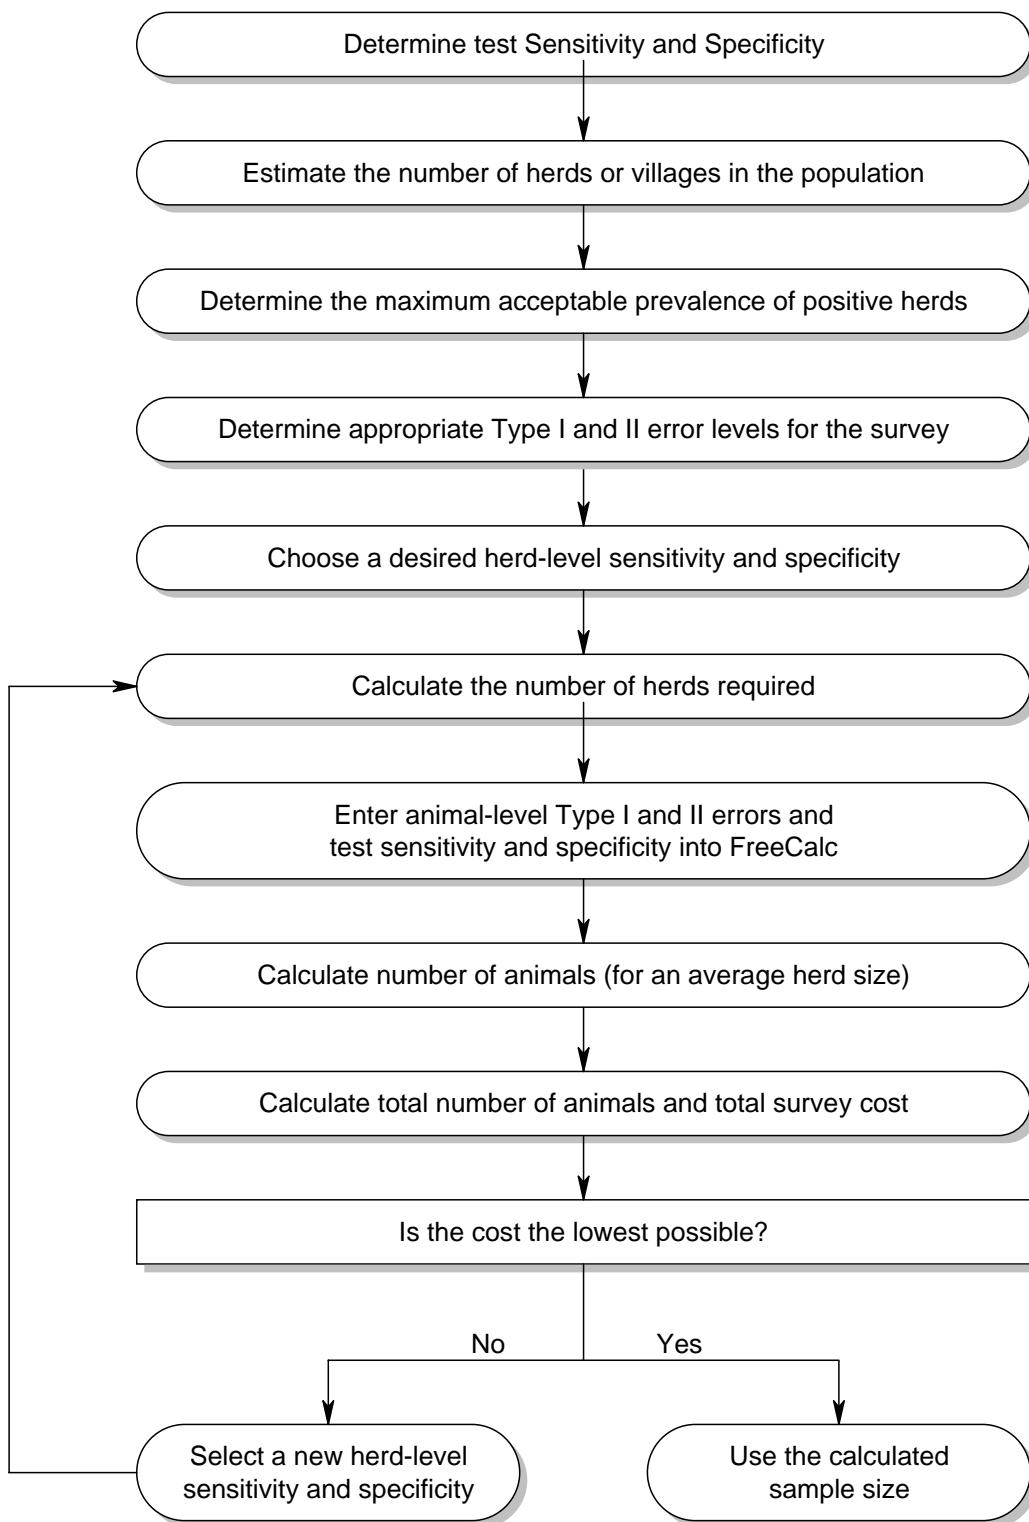 Determine test Sensitivity and Specificity
Estimate the number of herds or villages in the population
Determine the maximum acceptable prevalence of positive herds
Determine appropriate Type I and II error levels for the survey
Choose a desired herd-level sensitivity and specificity
Calculate the number of herds required
Enter animal-level Type I and II errors and
test sensitivity and specificity into FreeCalc
Calculate number of animals (for an average herd size)
Calculate total number of animals and total survey cost
Is the cost the lowest possible?
No
Yes
Select a new herd-level
sensitivity and specificity
Use the calculated
sample size